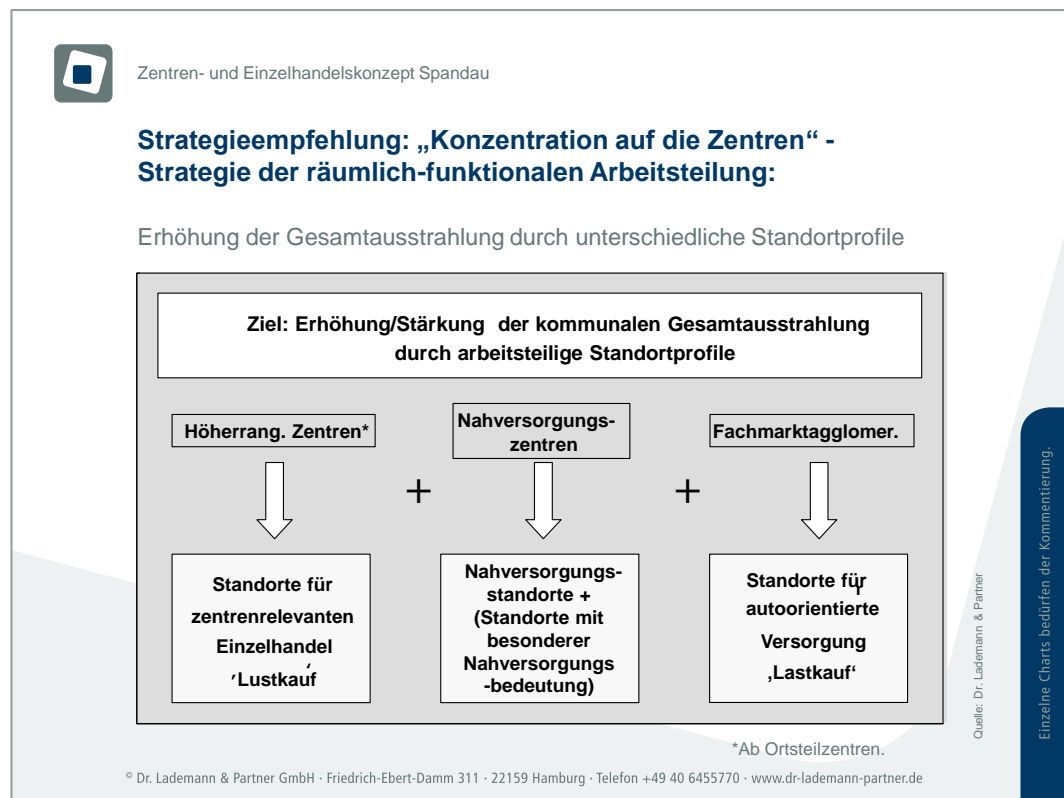 Zentren- und Einzelhandelskonzept Spandau
Strategieempfehlung: „Konzentration auf die Zentren“ -
Strategie der räumlich-funktionalen Arbeitsteilung:
Erhöhung der Gesamtausstrahlung durch unterschiedliche Standortprofile
Ziel: Erhöhung/Stärkung der kommunalen Gesamtausstrahlung
durch arbeitsteilige Standortprofile
Höherrang. Zentren*
+
Nahversorgungs-
zentren
+
Fachmarktagglomer.
Standorte für
zentrenrelevanten
Einzelhandel
‚Lustkauf‘
Nahversorgungs-
standorte +
(Standorte mit
besonderer
Nahversorgungs
-bedeutung)
Standorte für
autoorientierte
Versorgung
‚Lastkauf‘
*Ab Ortsteilzentren.
Quelle: Dr. Lademann & Partner
Einzelne Charts bedürfen der Kommentierung.
© Dr. Lademann & Partner GmbH · Friedrich-Ebert-Damm 311 · 22159 Hamburg · Telefon +49 40 6455770 · www.dr-lademann-partner.de